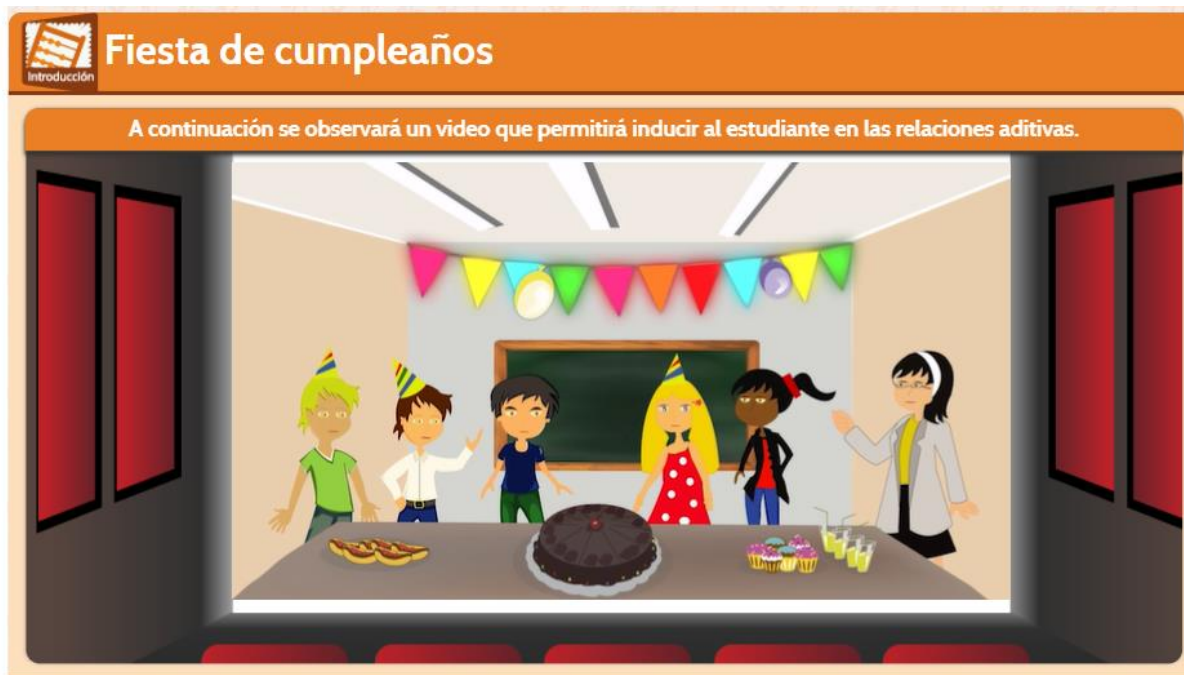 Introducción
Fiesta de cumpleaños
A continuación se observará un video que permitirá inducir al estudiante en las relaciones aditivas.